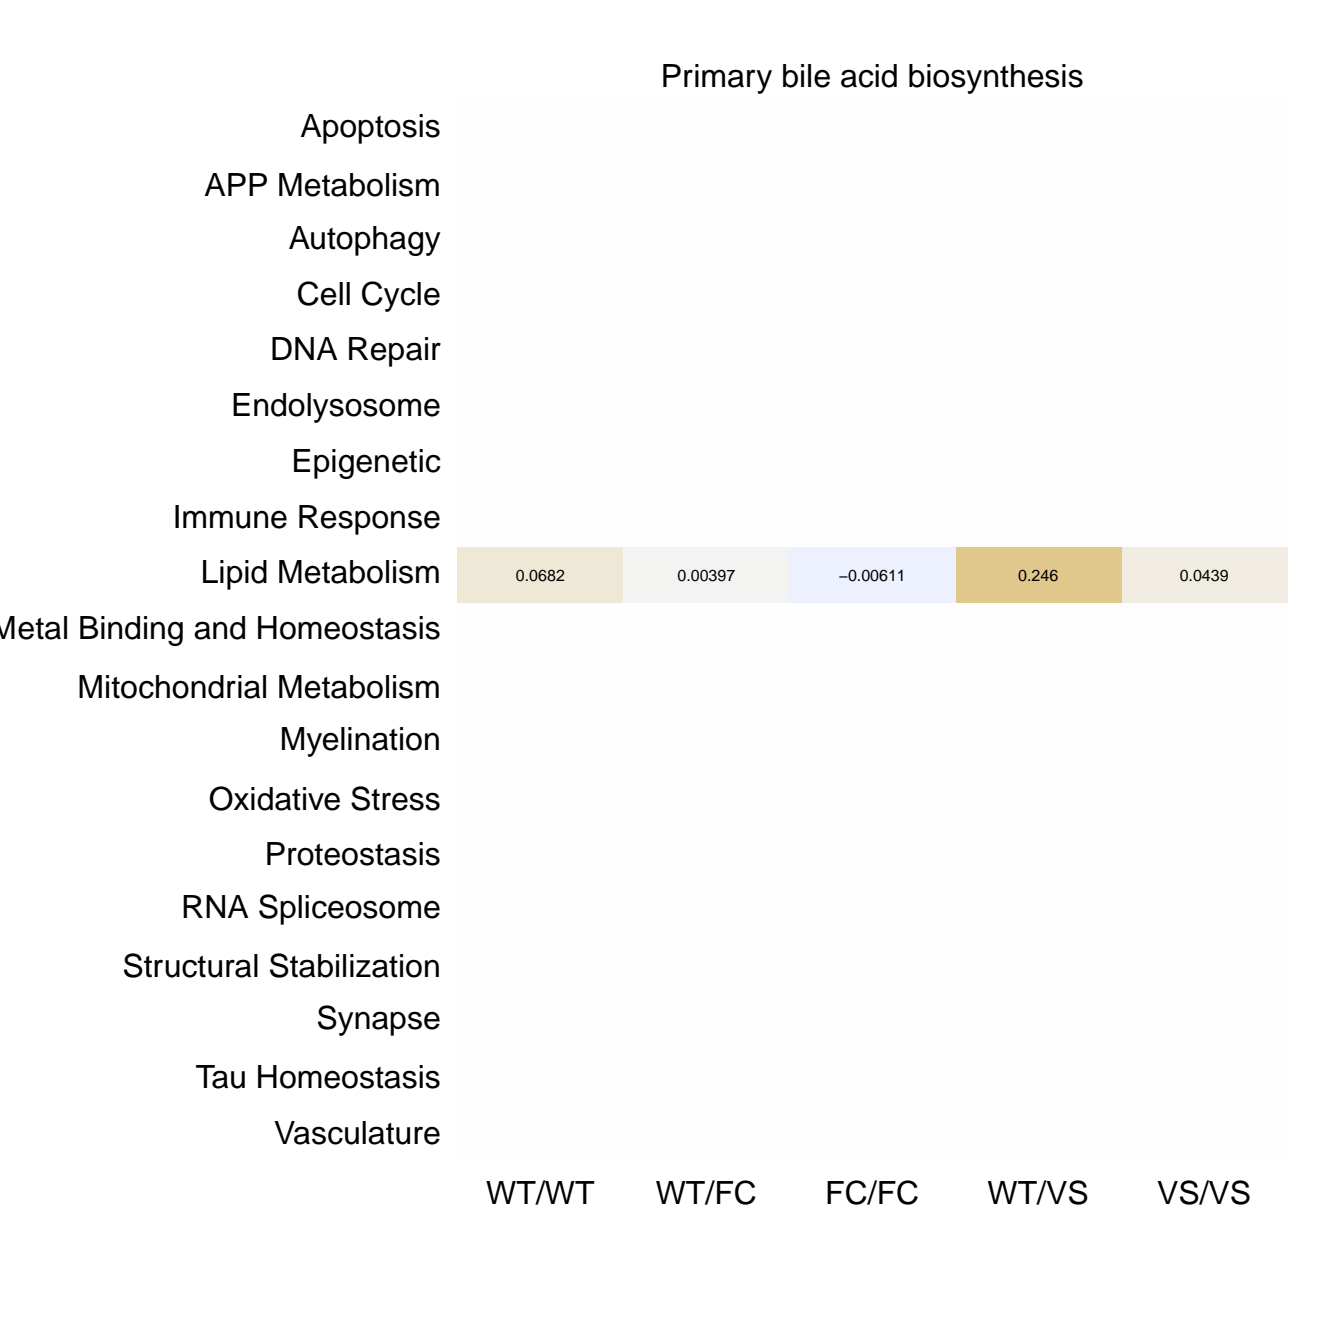 Primary bile acid biosynthesis
Apoptosis
APP Metabolism
Autophagy
Cell Cycle
DNA Repair
Endolysosome
Epigenetic
Immune Response
Lipid Metabolism 0.0682 0.00397 −0.00611 0.246 0.0439
Metal Binding and Homeostasis
Mitochondrial Metabolism
Myelination
Oxidative Stress
Proteostasis
RNA Spliceosome
Structural Stabilization
Synapse
Tau Homeostasis
Vasculature
WT/WT WT/FC FC/FC WT/VS VS/VS